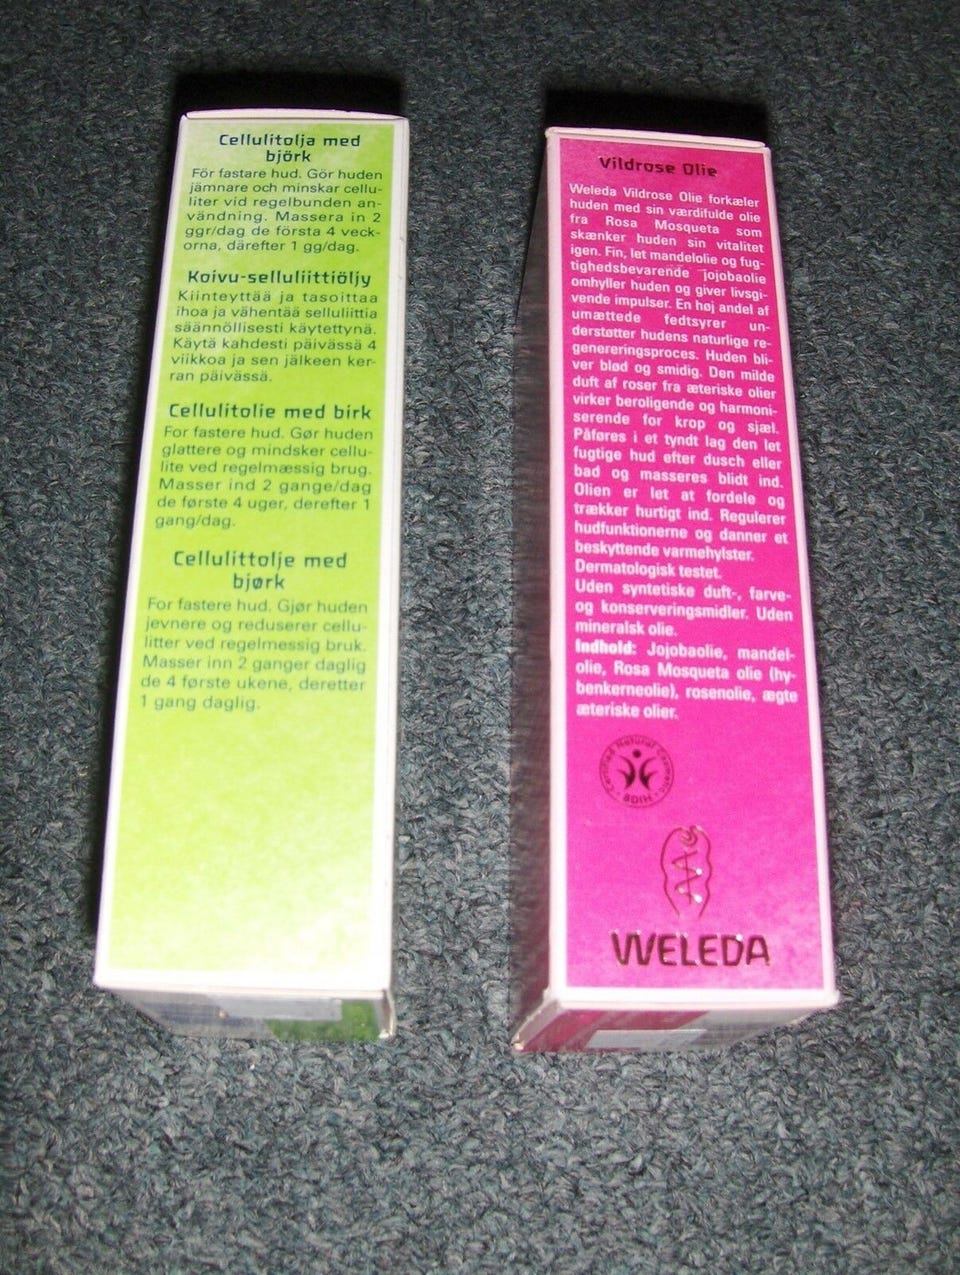 Cellulitolja med
björk
För fastare hud. Gör huden
jämnare och minskar cellu-
liter vid regelbunden an-
vändning. Massera in 2
ggr/dag de första 4 veck-
orna, därefter 1 gg/dag.
Koivu-selluliittiöljy
Kiinteyttää ja tasoittaa
ihoa ja vähentää selluliittia
säännöllisesti käytettynä.
Käytä kahdesti päivässä 4
viikkoa ja sen jälkeen ker-
ran päivässä.
Cellulitolie med birk
For fastere hud. Gør huden
glattere og mindsker cellu-
lite ved regelmæssig brug.
Masser ind 2 gange/dag
de første 4 uger, derefter 1
gang/dag.
Cellulittolje med
bjørk
For fastere hud. Gjør huden
jevnere og reduserer cellu-
litter ved regelmessig bruk.
Masser inn 2 ganger daglig
de 4 første ukene, deretter
1 gang daglig.
Vildrose Olie
Weleda Vildrose Olie forkæler
huden med sin værdifulde olie
fra Rosa Mosqueta som
skænker huden sin vitalitet
igen. Fin, let mandelolie og fug-
tighedsbevarende jojobaolie
omhyller huden og giver livsgi-
vende impulser. En høj andel af
umættede fedtsyrer un-
derstøtter hudens naturlige re-
genereringsproces. Huden bli-
ver blød og smidig. Den milde
duft af roser fra æteriske olier
virker beroligende og harmoni-
serende for krop og sjæl.
Påføres i et tyndt lag den let
fugtige hud efter dusch eller
bad og masseres blidt ind.
Olien er let at fordele og
trækker hurtigt ind. Regulerer
hudfunktionerne og danner et
beskyttende varmehylster.
Dermatologisk testet.
Uden syntetiske duft-, farve-
og konserveringsmidler. Uden
mineralsk olie.
Indhold: Jojobaolie, mandel-
olie, Rosa Mosqueta olie (hy-
benkerneolie), rosenolie, ægte
æteriske olier.
Certified Natural Cosmetic
BDIH
WELEDA